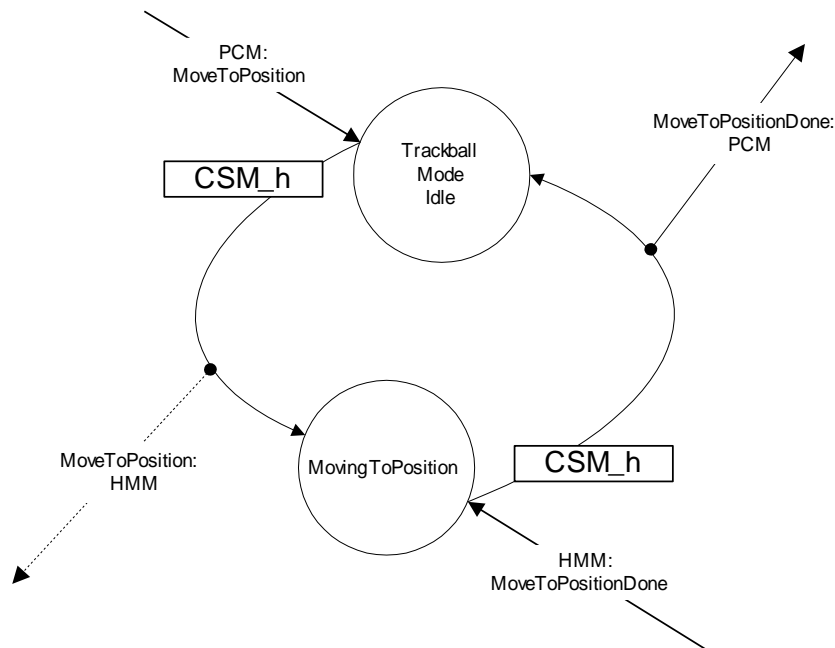 PCM:
MoveToPosition
MoveToPositionDone:
PCM
Trackball
Mode
Idle
CSM_h
MoveToPosition:
HMM
MovingToPosition
CSM_h
HMM:
MoveToPositionDone